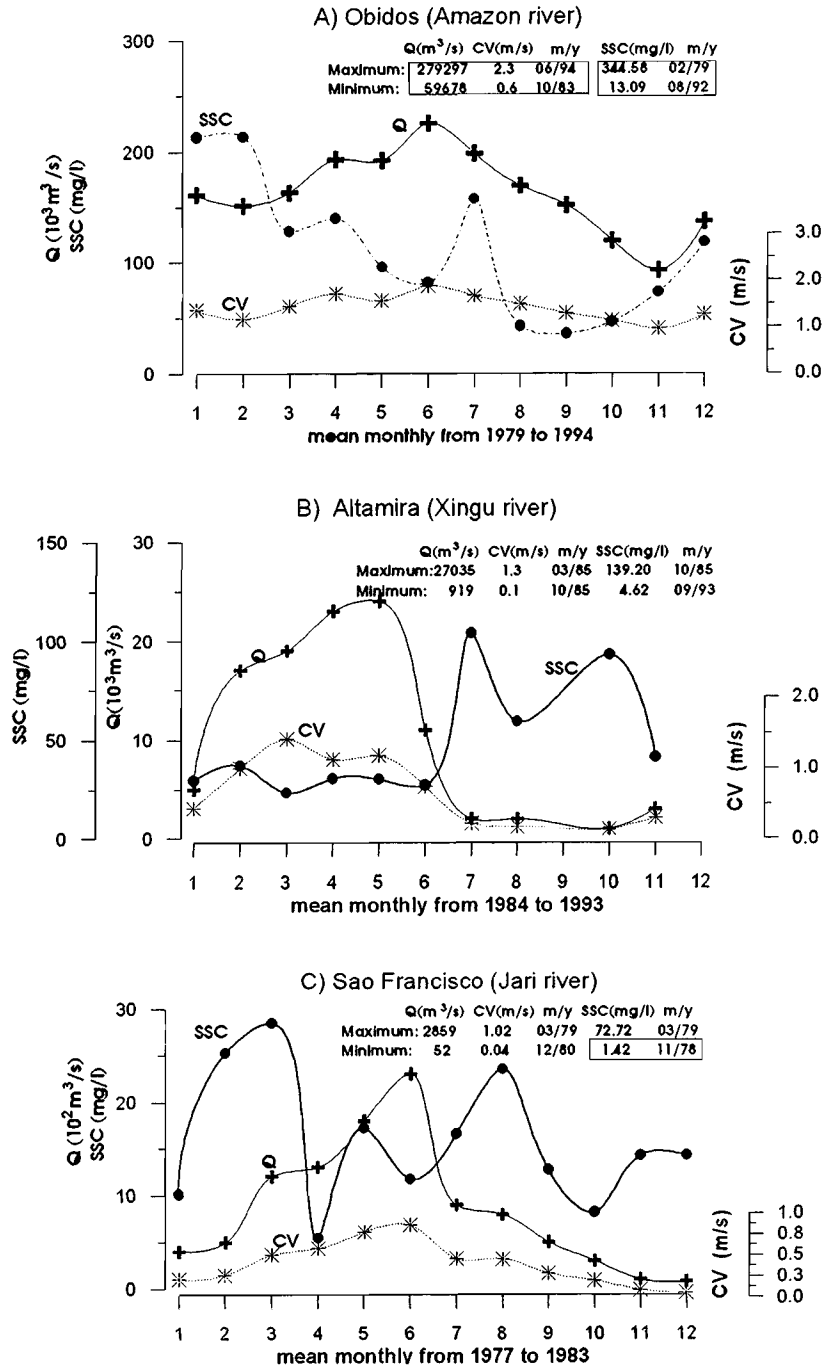 A) Obidos (Amazon river)
Q(m³/s) CV(m/s) m/y SSC(mg/l) m/y
Maximum: 279297 2.3 06/94 344.58 02/79
Minimum: 59678 0.6 10/83 13.09 08/92
300
200
100
0
Q (10³m³/s)
SSC (mg/l)
SSC
Q
CV
3.0
2.0
1.0
0.0
CV (m/s)
1 2 3 4 5 6 7 8 9 10 11 12
mean monthly from 1979 to 1994
B) Altamira (Xingu river)
Q(m³/s) CV(m/s) m/y SSC(mg/l) m/y
Maximum:27035 1.3 03/85 139.20 10/85
Minimum: 919 0.1 10/85 4.62 09/93
150
100
50
0
SSC (mg/l)
30
20
10
0
Q(10³m³/s)
Q
CV
SSC
2.0
1.0
0.0
CV (m/s)
1 2 3 4 5 6 7 8 9 10 11 12
mean monthly from 1984 to 1993
C) Sao Francisco (Jari river)
Q(m³/s) CV(m/s) m/y SSC(mg/l) m/y
Maximum: 2859 1.02 03/79 72.72 03/79
Minimum: 52 0.04 12/80 1.42 11/78
30
20
10
0
Q (10²m³/s)
SSC (mg/l)
SSC
Q
CV
1.0
0.8
0.5
0.3
0.0
CV (m/s)
1 2 3 4 5 6 7 8 9 10 11 12
mean monthly from 1977 to 1983